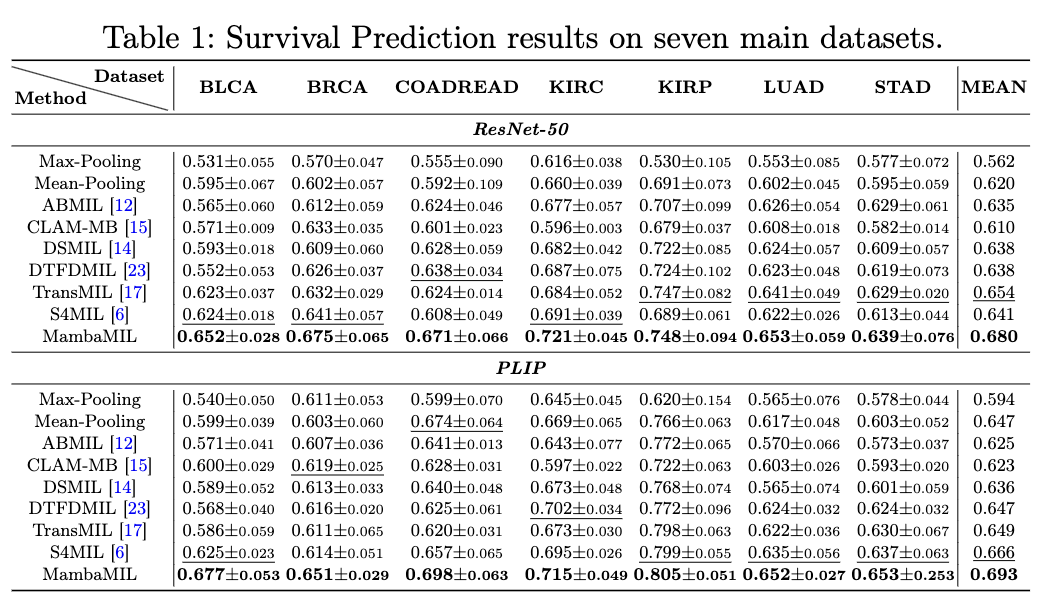 Table 1: Survival Prediction results on seven main datasets.
Dataset
Method BLCA BRCA COADREAD KIRC KIRP LUAD STAD MEAN
ResNet-50
Max-Pooling 0.531±0.055 0.570±0.047 0.555±0.090 0.616±0.038 0.530±0.105 0.553±0.085 0.577±0.072 0.562
Mean-Pooling 0.595±0.067 0.602±0.057 0.592±0.109 0.660±0.039 0.691±0.073 0.602±0.045 0.595±0.059 0.620
ABMIL [12] 0.565±0.060 0.612±0.059 0.624±0.046 0.677±0.057 0.707±0.099 0.626±0.054 0.629±0.061 0.635
CLAM-MB [15] 0.571±0.009 0.633±0.035 0.601±0.023 0.596±0.003 0.679±0.037 0.608±0.018 0.582±0.014 0.610
DSMIL [14] 0.593±0.018 0.609±0.060 0.628±0.059 0.682±0.042 0.722±0.085 0.624±0.057 0.609±0.057 0.638
DTFDMIL [23] 0.552±0.053 0.626±0.037 0.638±0.034 0.687±0.075 0.724±0.102 0.623±0.048 0.619±0.073 0.638
TransMIL [17] 0.623±0.037 0.632±0.029 0.624±0.014 0.684±0.052 0.747±0.082 0.641±0.049 0.629±0.020 0.654
S4MIL [6] 0.624±0.018 0.641±0.057 0.608±0.049 0.691±0.039 0.689±0.061 0.622±0.026 0.613±0.044 0.641
MambaMIL 0.652±0.028 0.675±0.065 0.671±0.066 0.721±0.045 0.748±0.094 0.653±0.059 0.639±0.076 0.680
PLIP
Max-Pooling 0.540±0.050 0.611±0.053 0.599±0.070 0.645±0.045 0.620±0.154 0.565±0.076 0.578±0.044 0.594
Mean-Pooling 0.599±0.039 0.603±0.060 0.674±0.064 0.669±0.065 0.766±0.063 0.617±0.048 0.603±0.052 0.647
ABMIL [12] 0.571±0.041 0.607±0.036 0.641±0.013 0.643±0.077 0.772±0.065 0.570±0.066 0.573±0.037 0.625
CLAM-MB [15] 0.600±0.029 0.619±0.025 0.628±0.031 0.597±0.022 0.722±0.063 0.603±0.026 0.593±0.020 0.623
DSMIL [14] 0.589±0.052 0.613±0.033 0.640±0.048 0.673±0.048 0.768±0.074 0.565±0.074 0.601±0.059 0.636
DTFDMIL [23] 0.568±0.040 0.616±0.020 0.625±0.061 0.702±0.034 0.772±0.096 0.624±0.032 0.624±0.032 0.647
TransMIL [17] 0.586±0.059 0.611±0.065 0.620±0.031 0.673±0.030 0.798±0.063 0.622±0.036 0.630±0.067 0.649
S4MIL [6] 0.625±0.023 0.614±0.051 0.657±0.065 0.695±0.026 0.799±0.055 0.635±0.056 0.637±0.063 0.666
MambaMIL 0.677±0.053 0.651±0.029 0.698±0.063 0.715±0.049 0.805±0.051 0.652±0.027 0.653±0.253 0.693